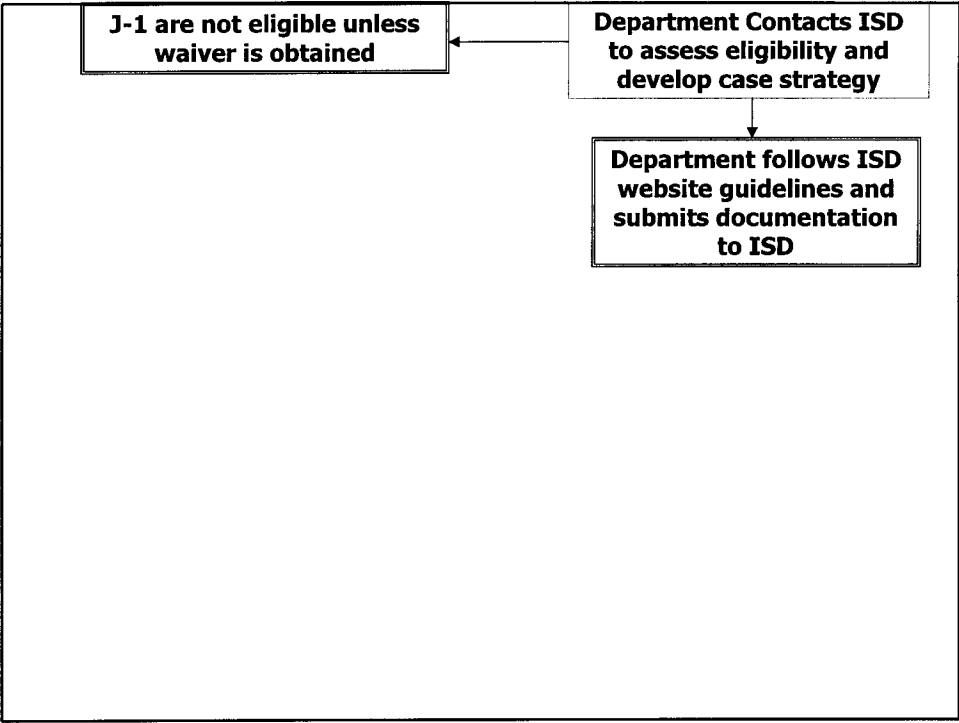 J-1 are not eligible unless
waiver is obtained
Department Contacts ISD
to assess eligibility and
develop case strategy
Department follows ISD
website guidelines and
submits documentation
to ISD